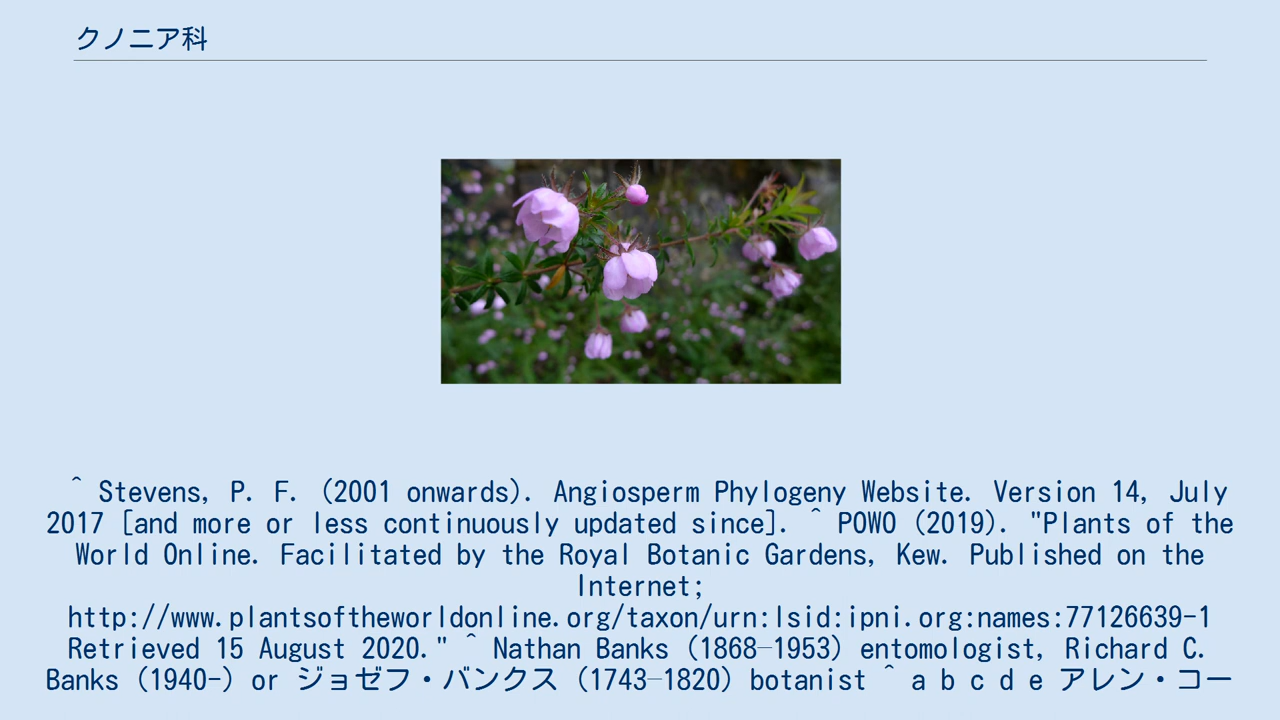 クノニア科
^ Stevens, P. F. (2001 onwards). Angiosperm Phylogeny Website. Version 14, July
2017 [and more or less continuously updated since]. ^ POWO (2019). "Plants of the
World Online. Facilitated by the Royal Botanic Gardens, Kew. Published on the
Internet;
http://www.plantsoftheworldonline.org/taxon/urn:lsid:ipni.org:names:77126639-1
Retrieved 15 August 2020." ^ Nathan Banks (1868–1953) entomologist, Richard C.
Banks (1940-) or ジョゼフ・バンクス (1743–1820) botanist ^ a b c d e アレン・コー